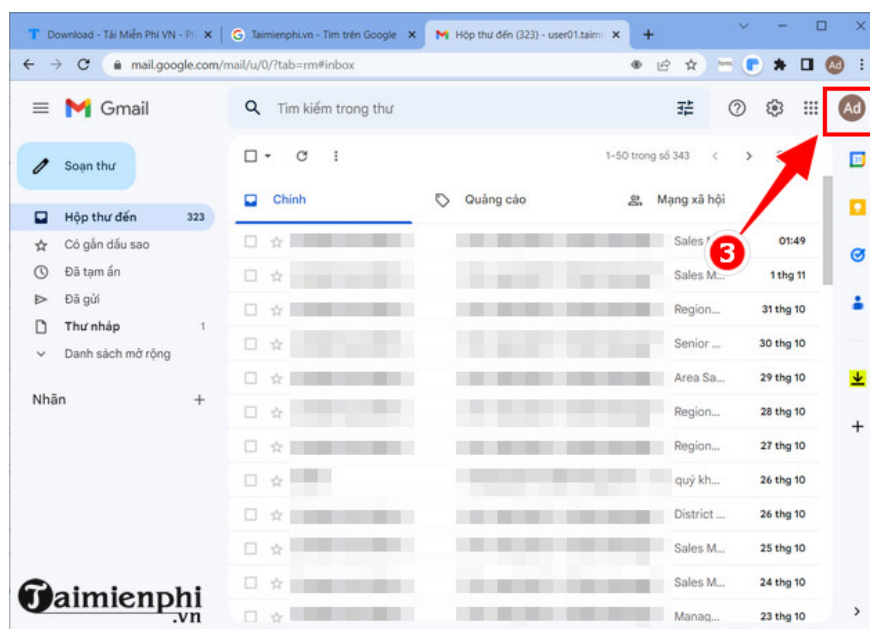 Download - Tải Miễn Phí VN - Ph
Taimienphi.vn - Tìm trên Google
Hộp thư đến (323) - user01.taimi
mail.google.com/mail/u/0/?tab=rm#inbox
Ad
Gmail
Tìm kiếm trong thư
Ad
Soạn thư
1–50 trong số 343
Chính
Quảng cáo
Mạng xã hội
Hộp thư đến 323
Có gắn dấu sao
Đã tạm ẩn
Đã gửi
Thư nháp 1
Danh sách mở rộng
Nhãn
3
Sales 01:49
Sales M... 1 thg 11
Region... 31 thg 10
Senior ... 30 thg 10
Area Sa... 29 thg 10
Region... 28 thg 10
Region... 27 thg 10
quý kh... 26 thg 10
District ... 26 thg 10
Sales M... 25 thg 10
Sales M... 24 thg 10
Manag... 23 thg 10
31
Taimienphi
.vn